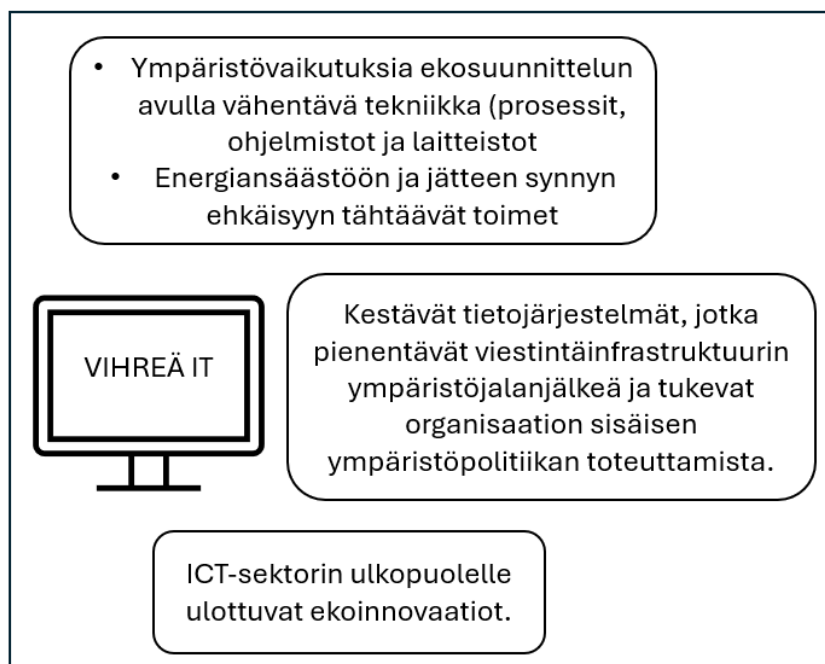 • Ympäristövaikutuksia ekosuunnittelun
avulla vähentävä tekniikka (prosessit,
ohjelmistot ja laitteistot
• Energiansäästöön ja jätteen synnyn
ehkäisyyn tähtäävät toimet
VIHREÄ IT
Kestävät tietojärjestelmät, jotka
pienentävät viestintäinfrastruktuurin
ympäristöjalanjälkeä ja tukevat
organisaation sisäisen
ympäristöpolitiikan toteuttamista.
ICT-sektorin ulkopuolelle
ulottuvat ekoinnovaatiot.